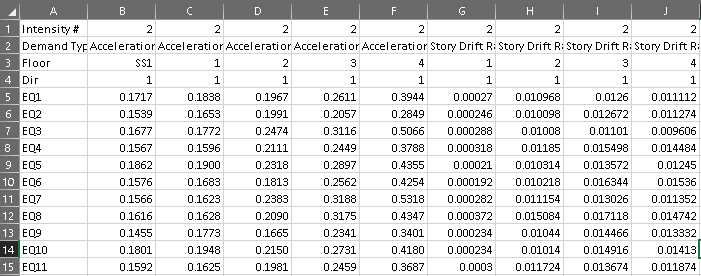 A B C D E F G H I J
1 Intensity # 2 2 2 2 2 2 2 2 2
2 Demand Typ Acceleration Acceleration Acceleration Acceleration Acceleration Story Drift Ra Story Drift Ra Story Drift Ra Story Drift Ra
3 Floor SS1 1 2 3 4 1 2 3 4
4 Dir 1 1 1 1 1 1 1 1 1
5 EQ1 0.1717 0.1838 0.1967 0.2611 0.3944 0.00027 0.010968 0.0126 0.011112
6 EQ2 0.1539 0.1653 0.1991 0.2057 0.2849 0.000246 0.010098 0.012672 0.011274
7 EQ3 0.1677 0.1772 0.2474 0.3116 0.5066 0.000288 0.01008 0.01101 0.009606
8 EQ4 0.1567 0.1596 0.2111 0.2449 0.3788 0.000318 0.01185 0.015498 0.014484
9 EQ5 0.1862 0.1900 0.2318 0.2897 0.4355 0.00021 0.010314 0.013572 0.01245
10 EQ6 0.1576 0.1683 0.1813 0.2562 0.4254 0.000192 0.010218 0.016344 0.01536
11 EQ7 0.1566 0.1623 0.2383 0.3188 0.5318 0.000282 0.011154 0.013026 0.011352
12 EQ8 0.1616 0.1628 0.2090 0.3175 0.4347 0.000372 0.015084 0.017118 0.014742
13 EQ9 0.1455 0.1773 0.1665 0.2341 0.3401 0.000234 0.01044 0.014466 0.013332
14 EQ10 0.1801 0.1948 0.2150 0.2731 0.4180 0.000234 0.01014 0.014916 0.01413
15 EQ11 0.1592 0.1625 0.1981 0.2459 0.3687 0.0003 0.011724 0.013674 0.011874